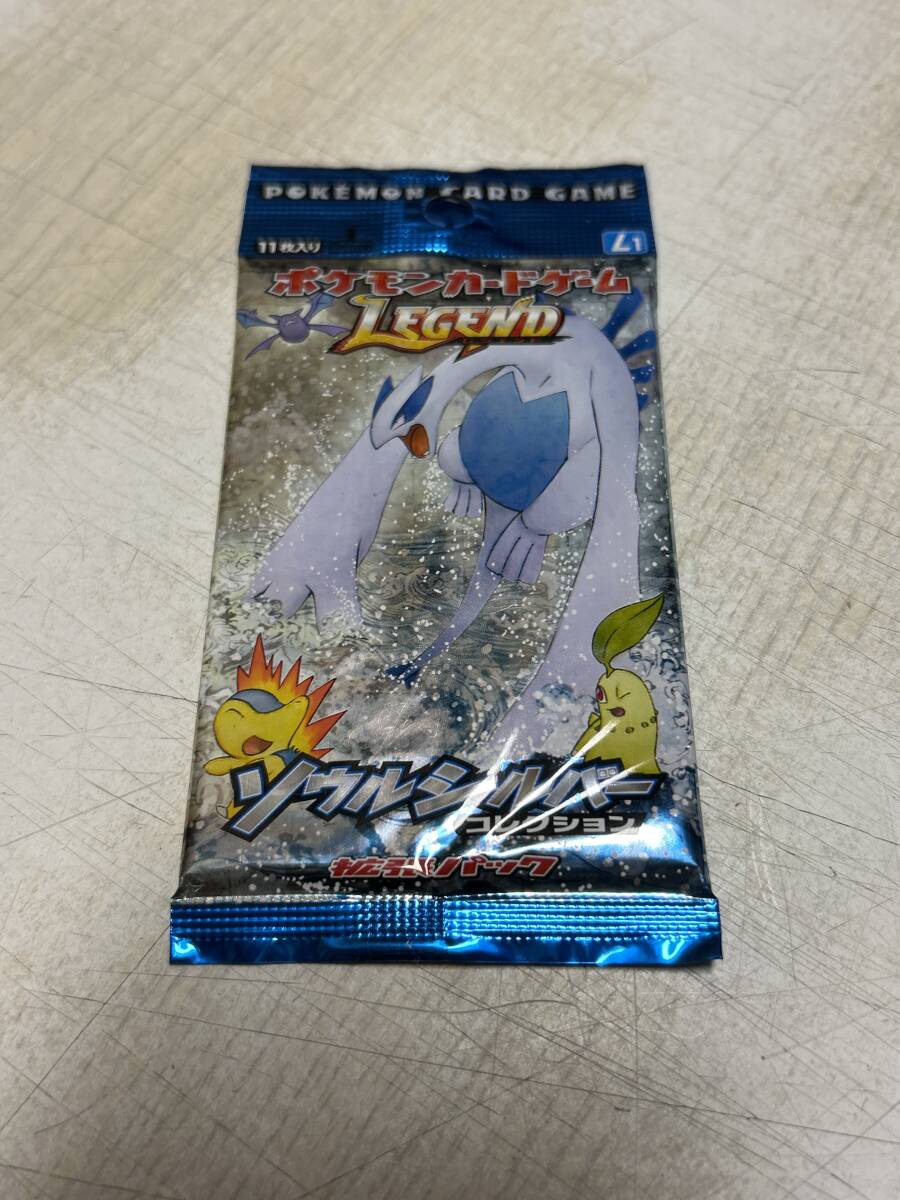 POKÉMON CARD GAME
11枚入り
L1
ポケモンカードゲーム
LEGEND
ソウルシルバー
コレクション
拡張パック